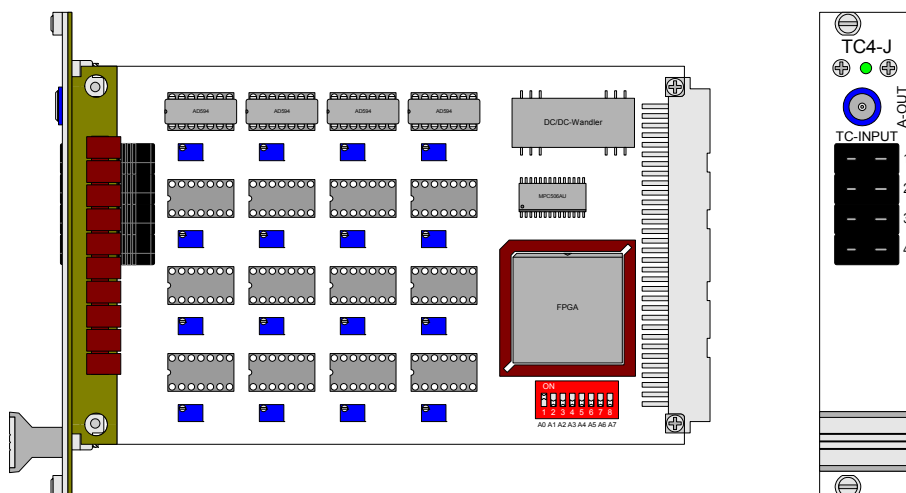 AD594 AD594 AD594 AD594
DC/DC-Wandler
MPC506AU
FPGA
ON
1 2 3 4 5 6 7 8
A0 A1 A2 A3 A4 A5 A6 A7
TC4-J
A-OUT
TC-INPUT
1
2
3
4